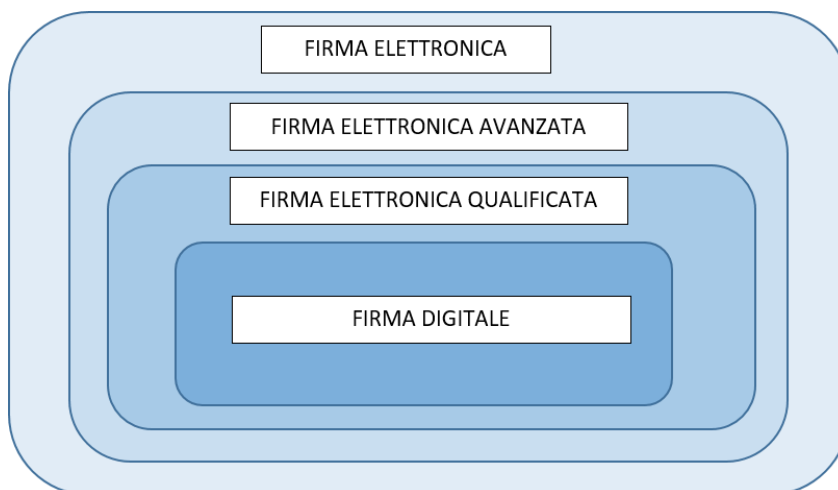 FIRMA ELETTRONICA
FIRMA ELETTRONICA AVANZATA
FIRMA ELETTRONICA QUALIFICATA
FIRMA DIGITALE